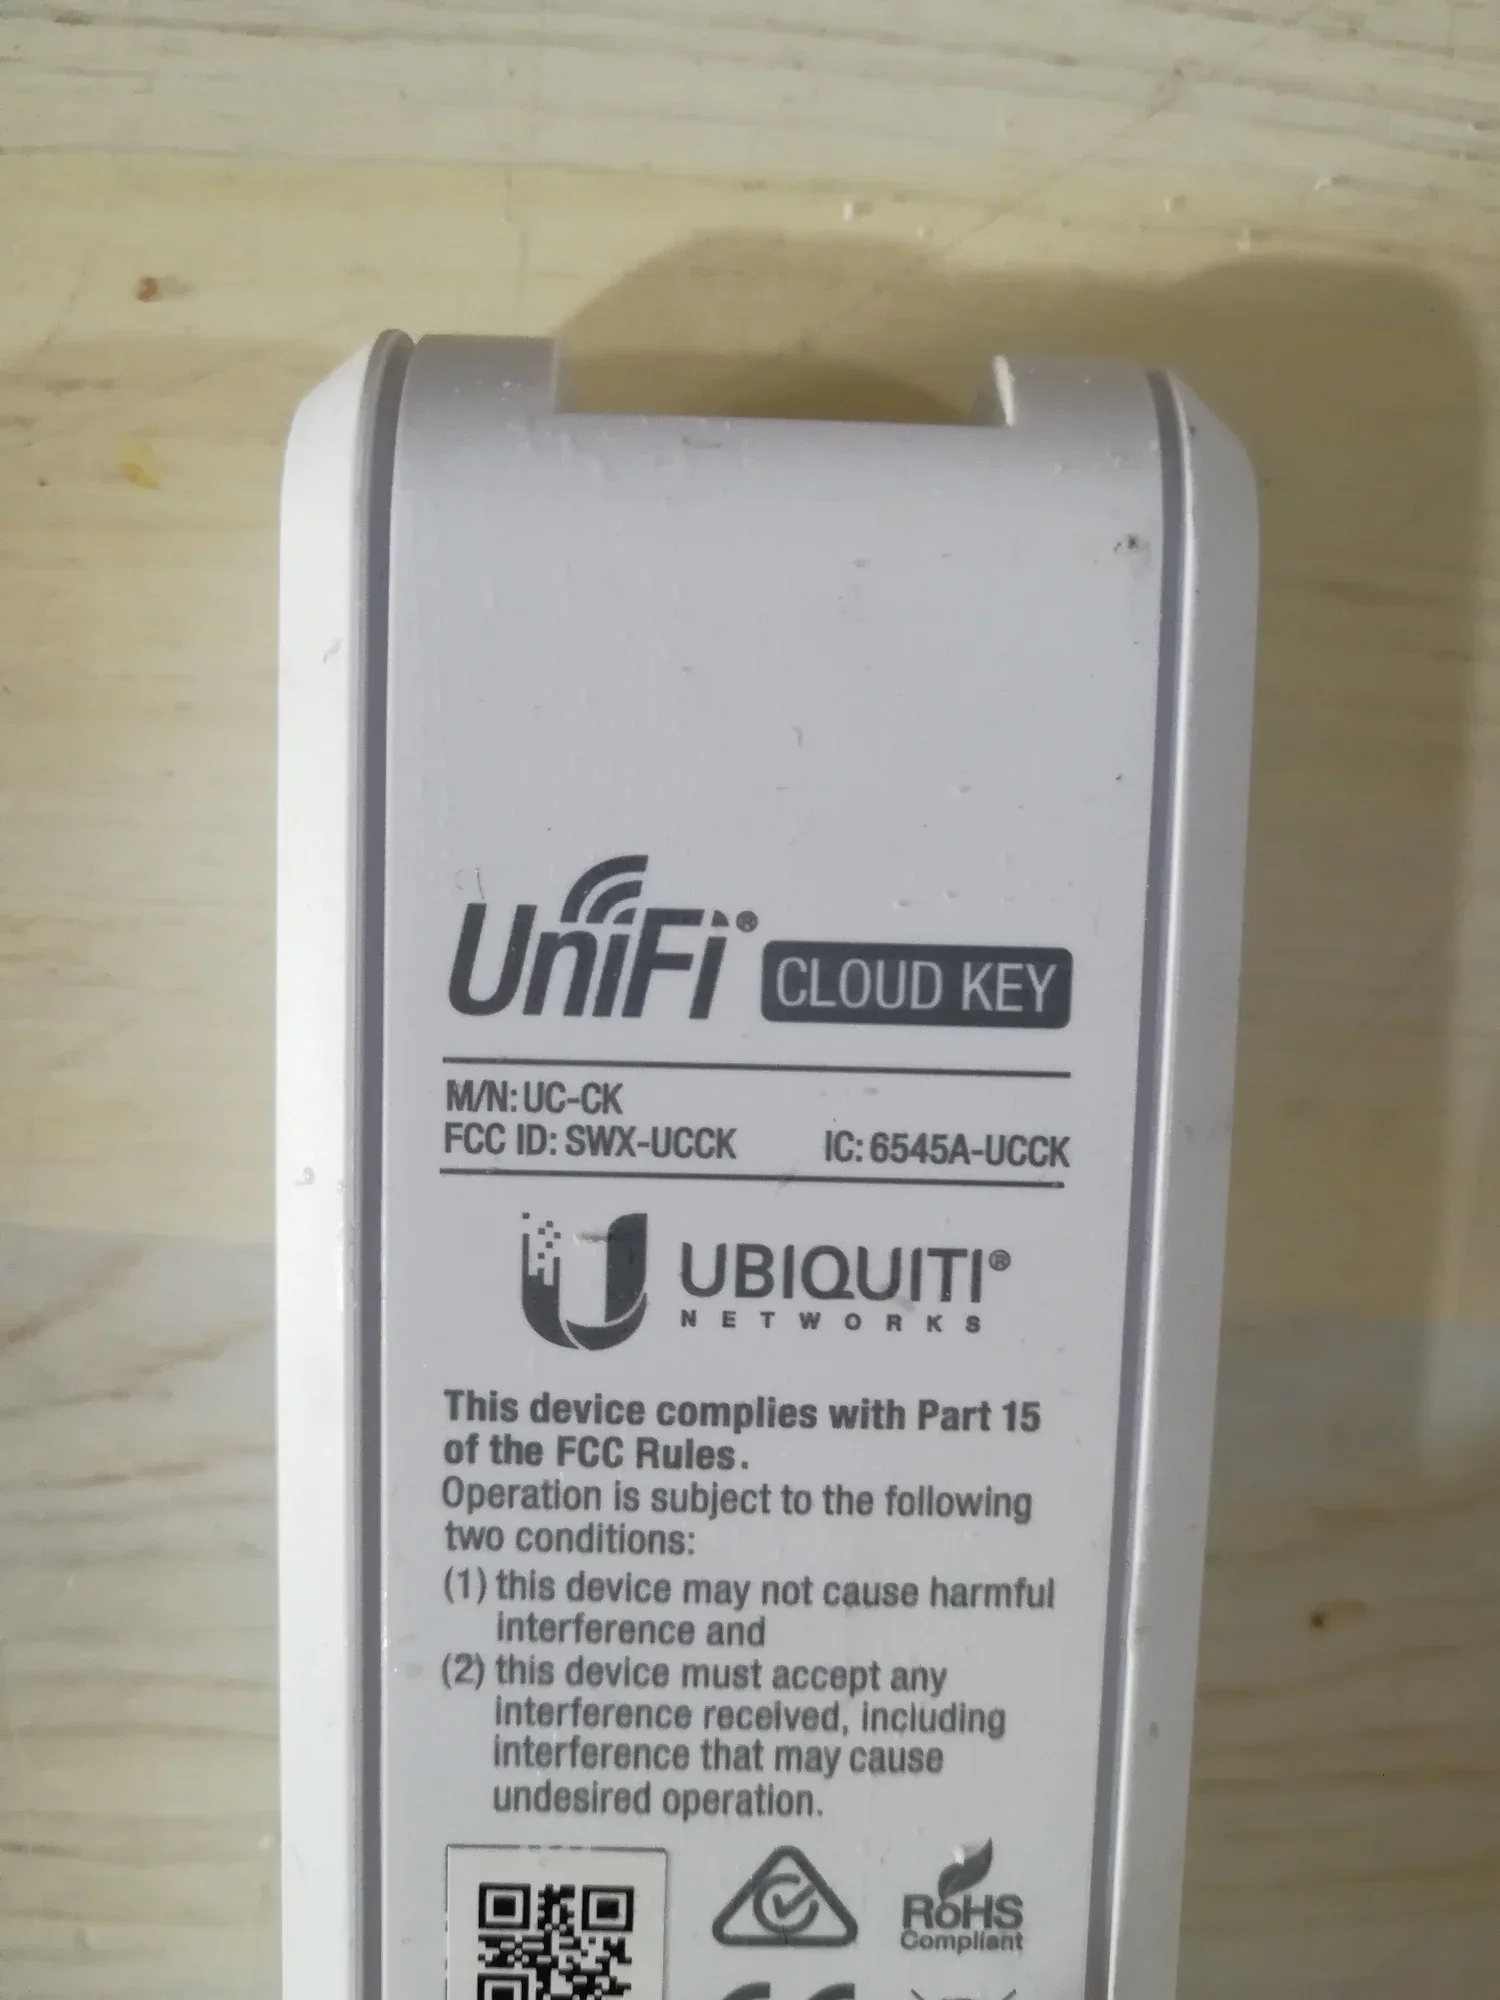 UniFi® CLOUD KEY
M/N: UC-CK
FCC ID: SWX-UCCK IC: 6545A-UCCK
UBIQUITI®
NETWORKS
This device complies with Part 15
of the FCC Rules.
Operation is subject to the following
two conditions:
(1) this device may not cause harmful
interference and
(2) this device must accept any
interference received, including
interference that may cause
undesired operation.
RoHS
Compliant